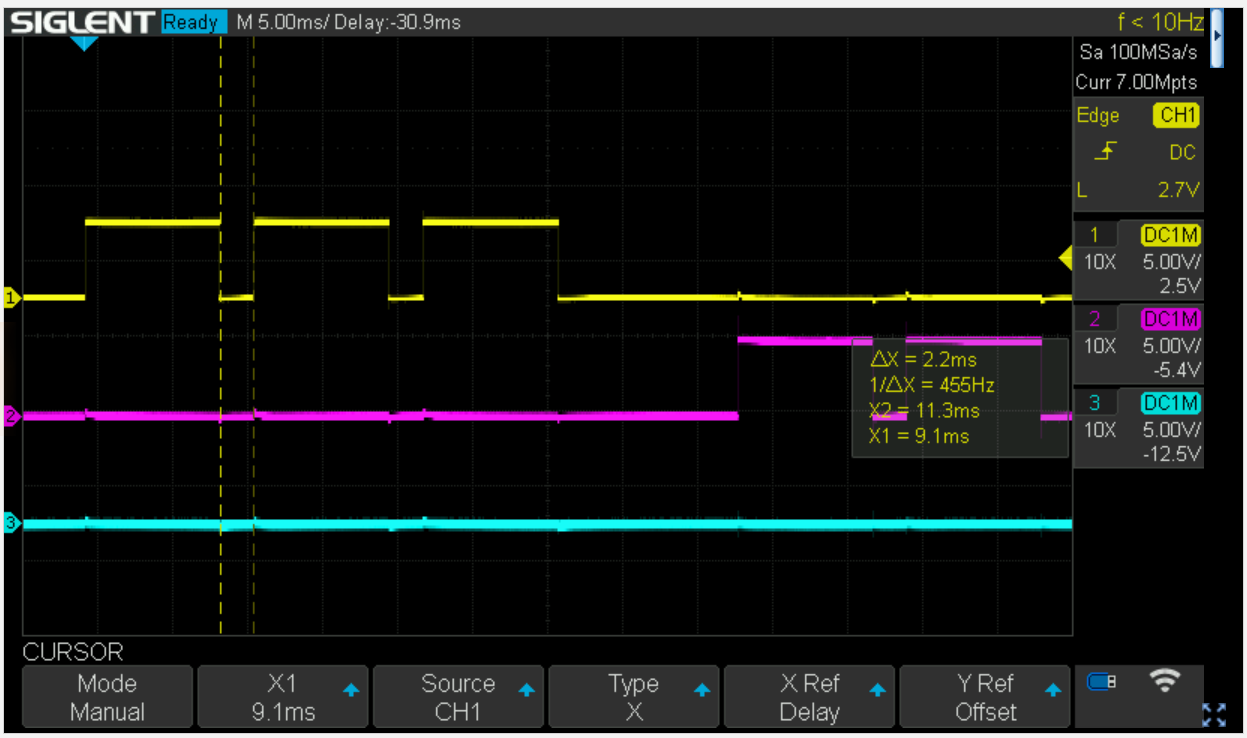 SIGLENT Ready M 5.00ms/ Delay:-30.9ms f < 10Hz
Sa 100MSa/s
Curr 7.00Mpts
Edge CH1
DC
L 2.7V
1 DC1M
10X 5.00V/
2.5V
2 DC1M
10X 5.00V/
-5.4V
3 DC1M
10X 5.00V/
-12.5V
1
2
3
ΔX = 2.2ms
1/ΔX = 455Hz
X2 = 11.3ms
X1 = 9.1ms
CURSOR
Mode
Manual
X1
9.1ms
Source
CH1
Type
X
X Ref
Delay
Y Ref
Offset